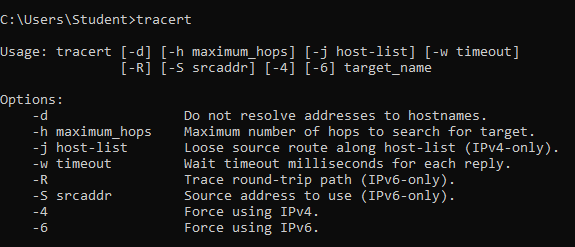 C:\Users\Student>tracert
Usage: tracert [-d] [-h maximum_hops] [-j host-list] [-w timeout]
[-R] [-S srcaddr] [-4] [-6] target_name
Options:
-d Do not resolve addresses to hostnames.
-h maximum_hops Maximum number of hops to search for target.
-j host-list Loose source route along host-list (IPv4-only).
-w timeout Wait timeout milliseconds for each reply.
-R Trace round-trip path (IPv6-only).
-S srcaddr Source address to use (IPv6-only).
-4 Force using IPv4.
-6 Force using IPv6.